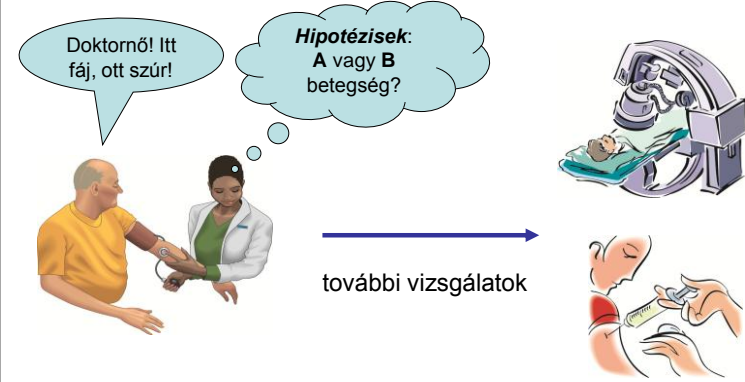 Doktornő! Itt
fáj, ott szúr!
Hipotézisek:
A vagy B
betegség?
további vizsgálatok